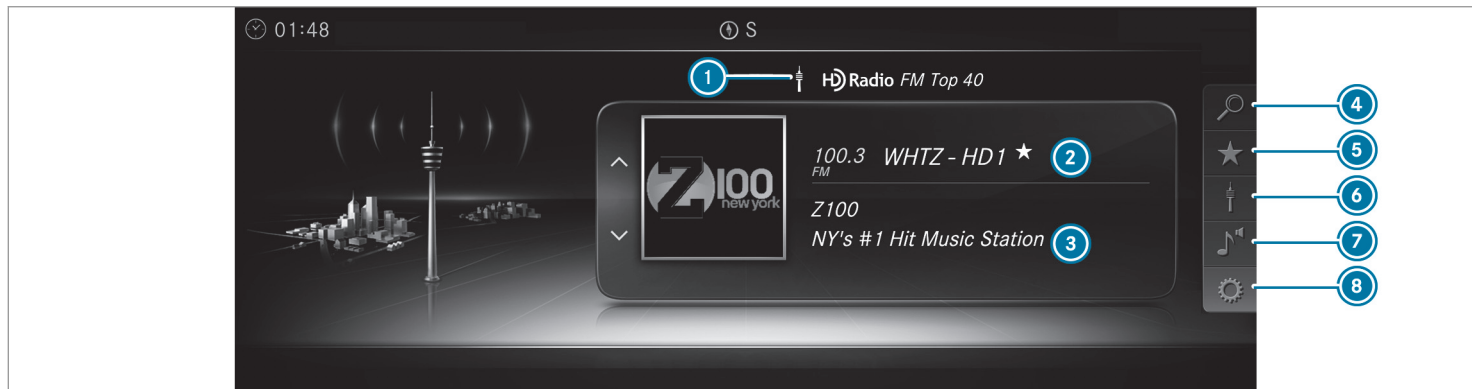 01:48
S
1
HD Radio FM Top 40
4
Z100
new york
100.3 WHTZ - HD1
FM
2
5
Z100
6
NY's #1 Hit Music Station
3
7
8